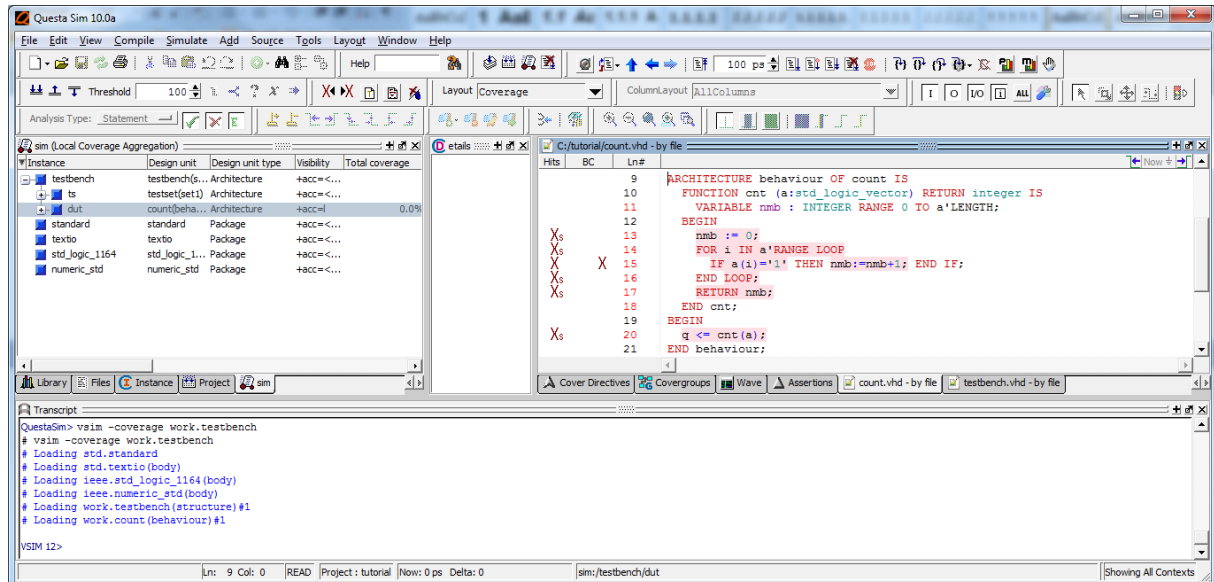 Questa Sim 10.0a
File Edit View Compile Simulate Add Source Tools Layout Window Help
Help 100 ps
Threshold 100 Layout Coverage ColumnLayout AllColumns I O I/O I ALL
Analysis Type: Statement E
sim (Local Coverage Aggregation)
Instance Design unit Design unit type Visibility Total coverage
testbench testbench(s... Architecture +acc=<...
ts testset(set1) Architecture +acc=<...
dut count(beha... Architecture +acc=l 0.0%
standard standard Package +acc=<...
textio textio Package +acc=<...
std_logic_1164 std_logic_1... Package +acc=<...
numeric_std numeric_std Package +acc=<...
Library Files Instance Project sim
etails
C:/tutorial/count.vhd - by file
Hits BC Ln# Now
9 ARCHITECTURE behaviour OF count IS
10 FUNCTION cnt (a:std_logic_vector) RETURN integer IS
11 VARIABLE nmb : INTEGER RANGE 0 TO a'LENGTH;
12 BEGIN
Xs 13 nmb := 0;
Xs 14 FOR i IN a'RANGE LOOP
X X 15 IF a(i)='1' THEN nmb:=nmb+1; END IF;
Xs 16 END LOOP;
Xs 17 RETURN nmb;
18 END cnt;
19 BEGIN
Xs 20 q <= cnt(a);
21 END behaviour;
Cover Directives Covergroups Wave Assertions count.vhd - by file testbench.vhd - by file
Transcript
QuestaSim> vsim -coverage work.testbench
# vsim -coverage work.testbench
# Loading std.standard
# Loading std.textio(body)
# Loading ieee.std_logic_1164(body)
# Loading ieee.numeric_std(body)
# Loading work.testbench(structure)#1
# Loading work.count(behaviour)#1
VSIM 12>
Ln: 9 Col: 0 READ Project : tutorial Now: 0 ps Delta: 0 sim:/testbench/dut Showing All Contexts